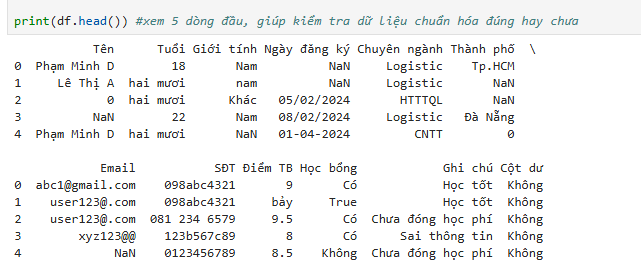 print(df.head()) #xem 5 dòng đầu, giúp kiểm tra dữ liệu chuẩn hóa đúng hay chưa
Tên Tuổi Giới tính Ngày đăng ký Chuyên ngành Thành phố \
0 Phạm Minh D 18 Nam NaN Logistic Tp.HCM
1 Lê Thị A hai mươi nam NaN Logistic NaN
2 0 hai mươi Khác 05/02/2024 HTTTQL NaN
3 NaN 22 Nam 08/02/2024 Logistic Đà Nẵng
4 Phạm Minh D hai mươi NaN 01-04-2024 CNTT 0
Email SĐT Điểm TB Học bổng Ghi chú Cột dư
0 abc1@gmail.com 098abc4321 9 Có Học tốt Không
1 user123@.com 098abc4321 bảy True Học tốt Không
2 user123@.com 081 234 6579 9.5 Có Chưa đóng học phí Không
3 xyz123@@ 123b567c89 8 Có Sai thông tin Không
4 NaN 0123456789 8.5 Không Chưa đóng học phí Không